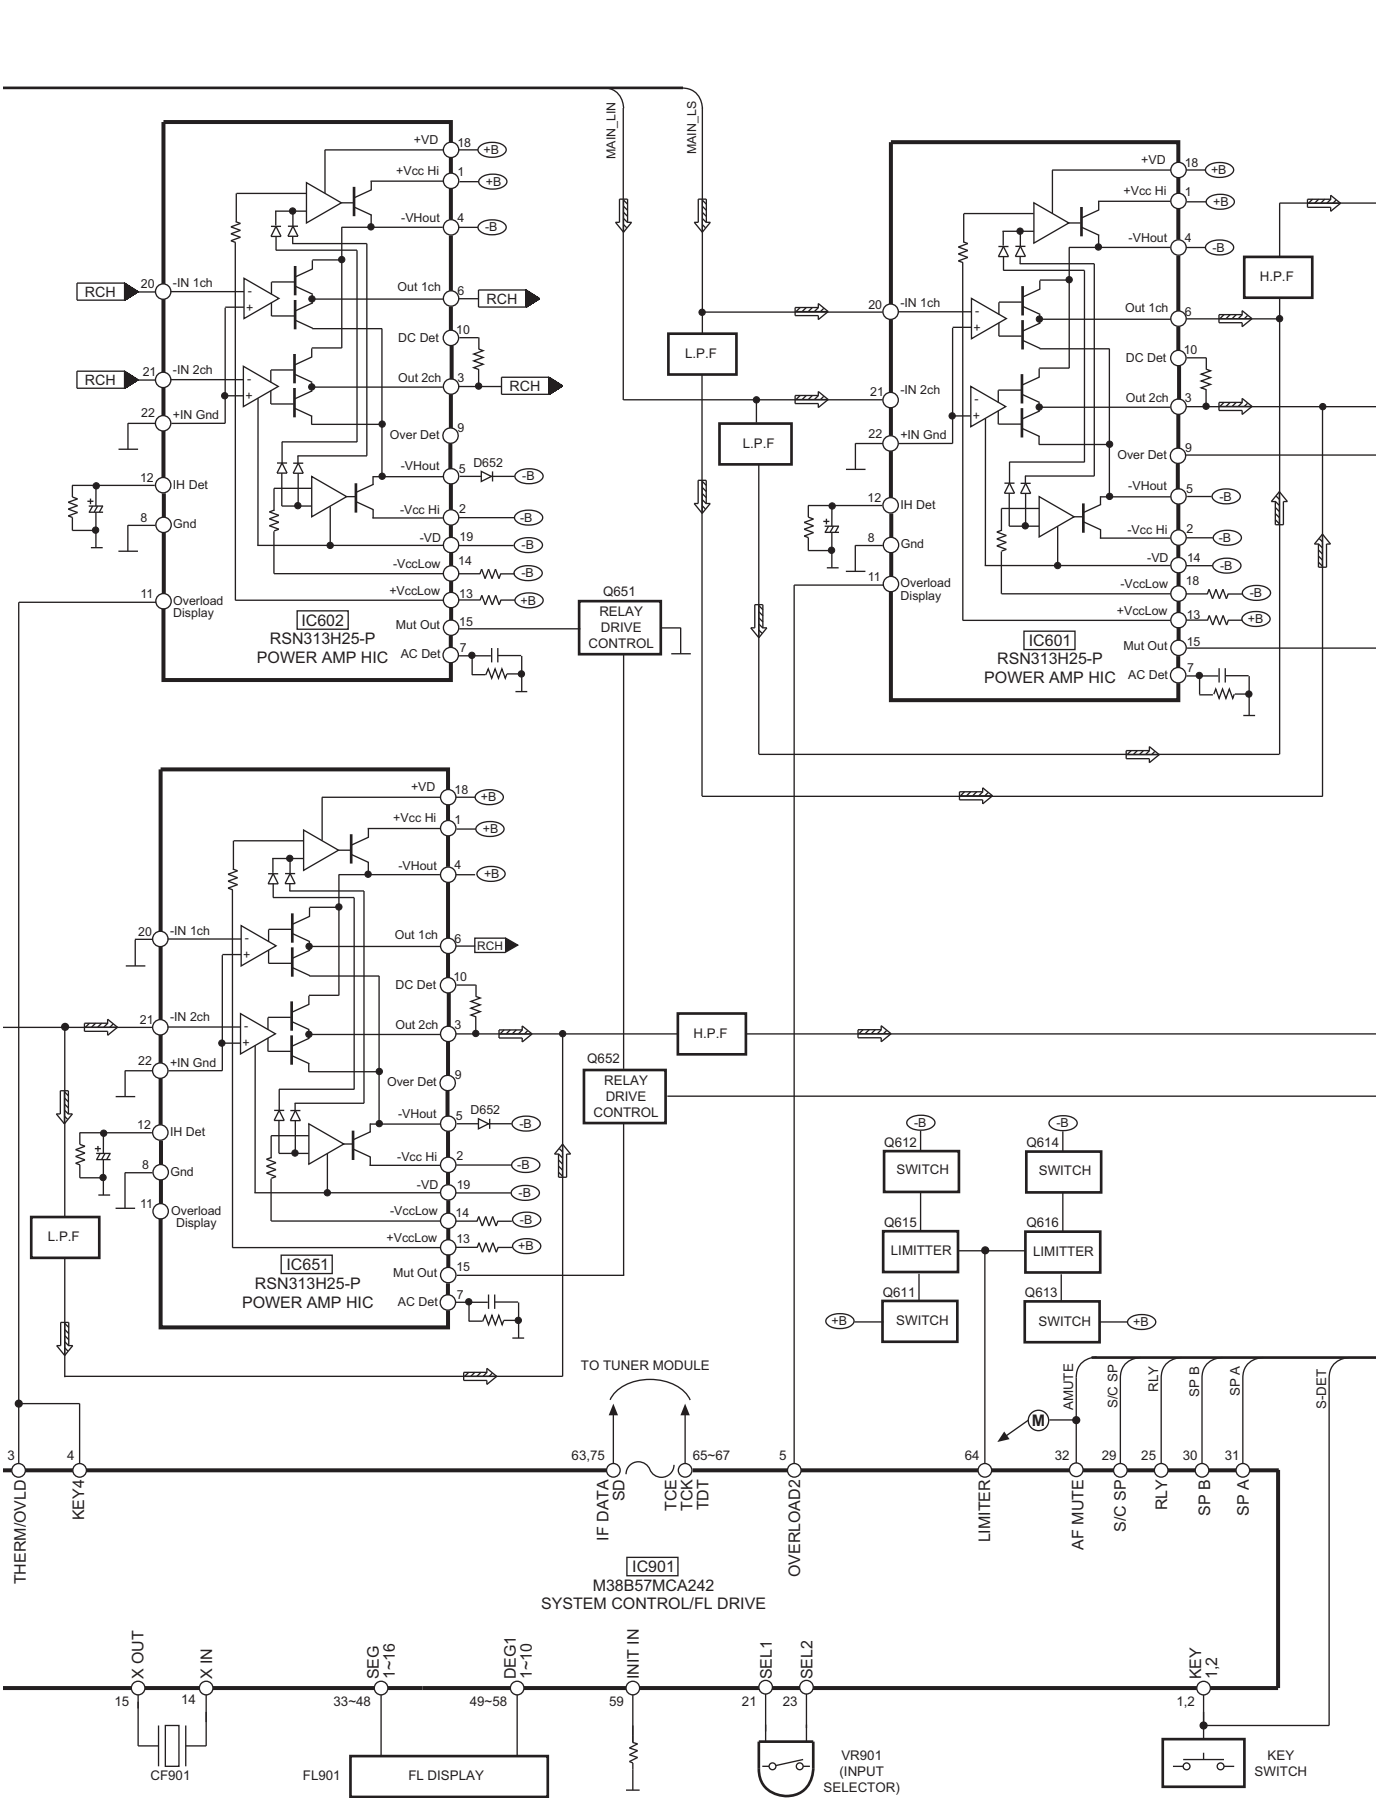 MAIN_LIN
MAIN_LS
+VD
18
+B
+Vcc Hi
1
+B
-VHout
4
-B
RCH
20
-IN 1ch
-
+
Out 1ch
6
RCH
DC Det
10
RCH
21
-IN 2ch
-
+
Out 2ch
3
RCH
22
+IN Gnd
Over Det
9
12
IH Det
+
-VHout
5
D652
-B
8
Gnd
-Vcc Hi
2
-B
-VD
19
-B
-VccLow
14
-B
11
Overload
Display
+VccLow
13
+B
IC602
RSN313H25-P
POWER AMP HIC
Mut Out
15
AC Det
7
Q651
RELAY
DRIVE
CONTROL
L.P.F
L.P.F
+VD
18
+B
+Vcc Hi
1
+B
-VHout
4
-B
H.P.F
20
-IN 1ch
-
+
Out 1ch
6
DC Det
10
21
-IN 2ch
-
+
Out 2ch
3
22
+IN Gnd
Over Det
9
12
IH Det
+
-VHout
5
-B
8
Gnd
-Vcc Hi
2
-B
-VD
14
-B
11
Overload
Display
-VccLow
18
-B
+VccLow
13
+B
IC601
RSN313H25-P
POWER AMP HIC
Mut Out
15
AC Det
7
+VD
18
+B
+Vcc Hi
1
+B
-VHout
4
+B
20
-IN 1ch
-
+
Out 1ch
6
RCH
DC Det
10
21
-IN 2ch
-
+
Out 2ch
3
H.P.F
22
+IN Gnd
Over Det
9
Q652
RELAY
DRIVE
CONTROL
12
IH Det
+
-VHout
5
D652
-B
8
Gnd
-Vcc Hi
2
-B
-VD
19
-B
11
Overload
Display
-VccLow
14
-B
+VccLow
13
+B
L.P.F
IC651
RSN313H25-P
POWER AMP HIC
Mut Out
15
AC Det
7
-B
-B
Q612
SWITCH
Q614
SWITCH
Q615
LIMITTER
Q616
LIMITTER
Q611
SWITCH
+B
Q613
SWITCH
+B
TO TUNER MODULE
AMUTE
S/C SP
RLY
SP B
SP A
S-DET
M
3
4
63,75
65~67
5
64
32
29
25
30
31
THERM/OVLD
KEY4
IF DATA
SD
TCE
TCK
TDT
OVERLOAD2
LIMITER
AF MUTE
S/C SP
RLY
SP B
SP A
IC901
M38B57MCA242
SYSTEM CONTROL/FL DRIVE
X OUT
X IN
SEG
1~16
DEG1
1~10
INIT IN
SEL1
SEL2
KEY
1,2
15
14
33~48
49~58
59
21
23
1,2
CF901
FL901
FL DISPLAY
VR901
(INPUT
SELECTOR)
KEY
SWITCH